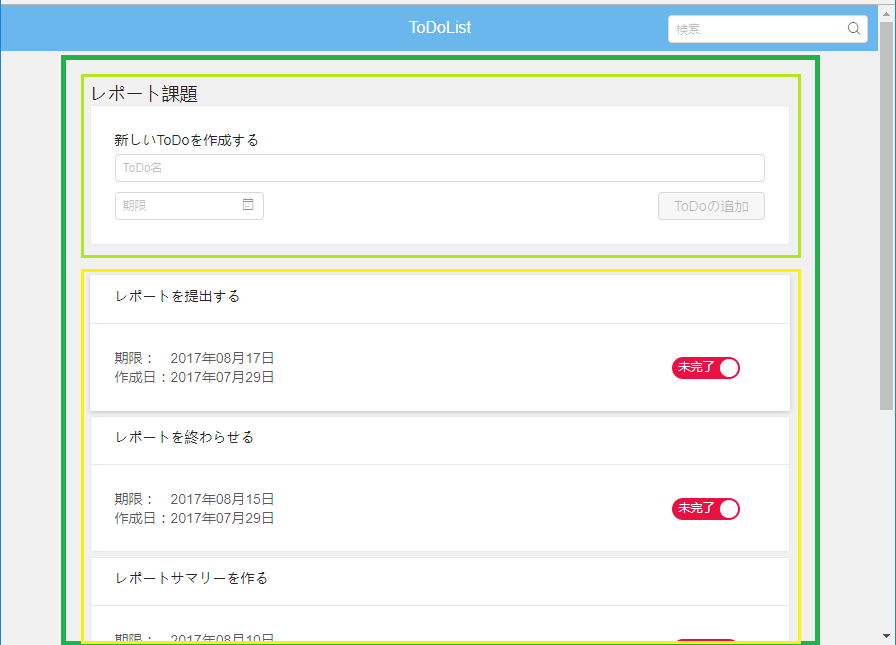 ToDoList
検索
レポート課題
新しいToDoを作成する
ToDo名
期限
ToDoの追加
レポートを提出する
期限： 2017年08月17日
作成日：2017年07月29日
未完了
レポートを終わらせる
期限： 2017年08月15日
作成日：2017年07月29日
未完了
レポートサマリーを作る
期限： 2017年08月10日